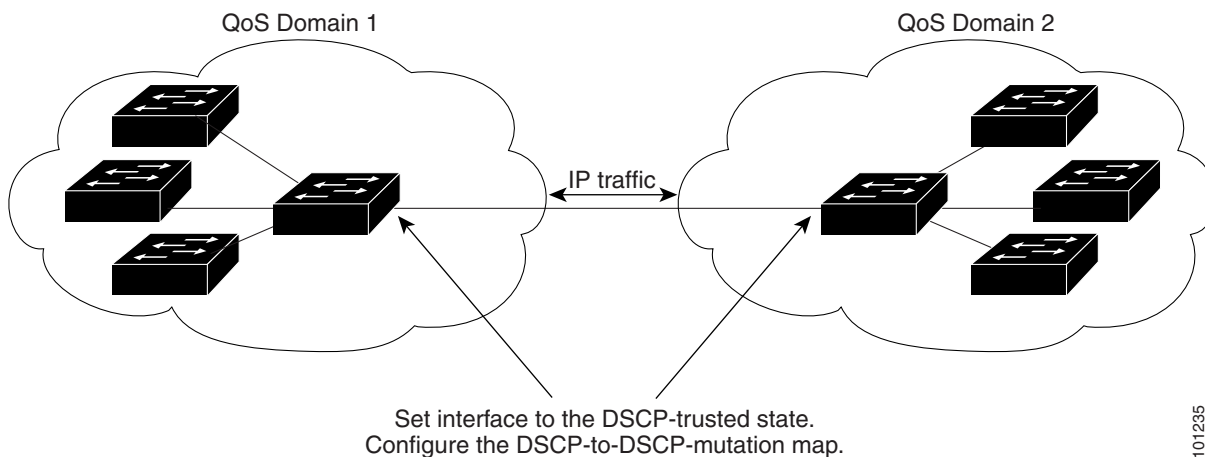 QoS Domain 1
QoS Domain 2
IP traffic
Set interface to the DSCP-trusted state.
Configure the DSCP-to-DSCP-mutation map.
101235